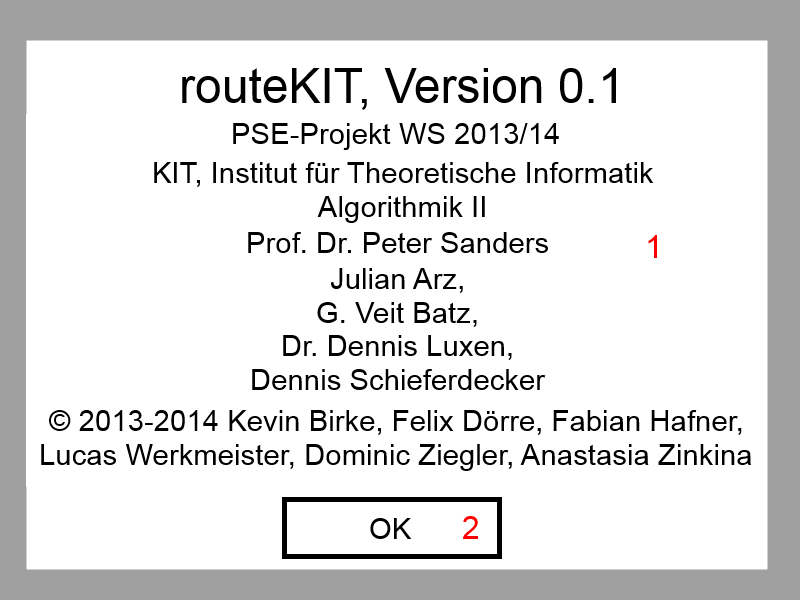 routeKIT, Version 0.1
PSE-Projekt WS 2013/14
KIT, Institut für Theoretische Informatik
Algorithmik II
Prof. Dr. Peter Sanders 1
Julian Arz,
G. Veit Batz,
Dr. Dennis Luxen,
Dennis Schieferdecker
© 2013-2014 Kevin Birke, Felix Dörre, Fabian Hafner,
Lucas Werkmeister, Dominic Ziegler, Anastasia Zinkina
OK 2